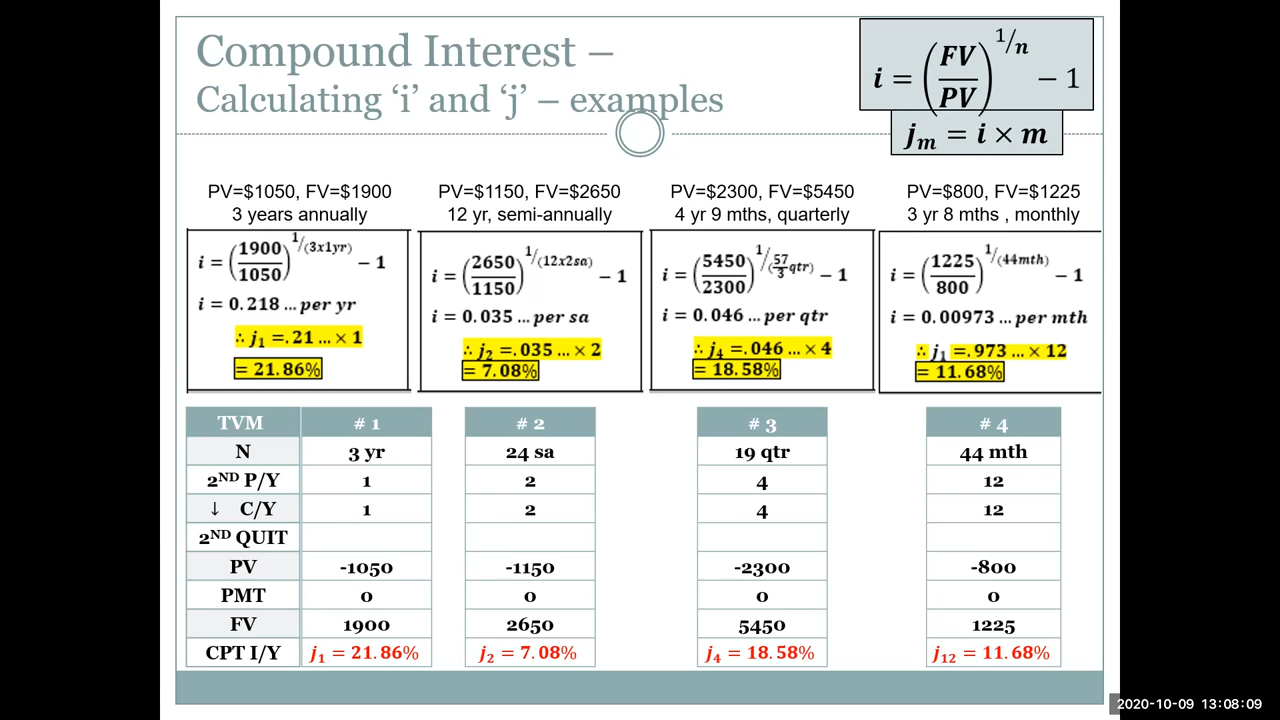 Compound Interest –
Calculating ‘i’ and ‘j’ – examples
i = (FV/PV)^1/n − 1
j_m = i × m
PV=$1050, FV=$1900
3 years annually
i = (1900/1050)^1/(3x1yr) − 1
i = 0.218 … per yr
∴ j₁ =.21 … × 1
= 21.86%
PV=$1150, FV=$2650
12 yr, semi-annually
i = (2650/1150)^1/(12x2sa) − 1
i = 0.035 … per sa
∴ j₂ =.035 … × 2
= 7.08%
PV=$2300, FV=$5450
4 yr 9 mths, quarterly
i = (5450/2300)^1/(57/3 qtr) − 1
i = 0.046 … per qtr
∴ j₄ =.046 … × 4
= 18.58%
PV=$800, FV=$1225
3 yr 8 mths , monthly
i = (1225/800)^1/(44mth) − 1
i = 0.00973 … per mth
∴ j₁ =.973 … × 12
= 11.68%
TVM # 1 # 2 # 3 # 4
N 3 yr 24 sa 19 qtr 44 mth
2ND P/Y 1 2 4 12
↓ C/Y 1 2 4 12
2ND QUIT
PV -1050 -1150 -2300 -800
PMT 0 0 0 0
FV 1900 2650 5450 1225
CPT I/Y j₁ = 21.86% j₂ = 7.08% j₄ = 18.58% j₁₂ = 11.68%
2020-10-09 13:08:09